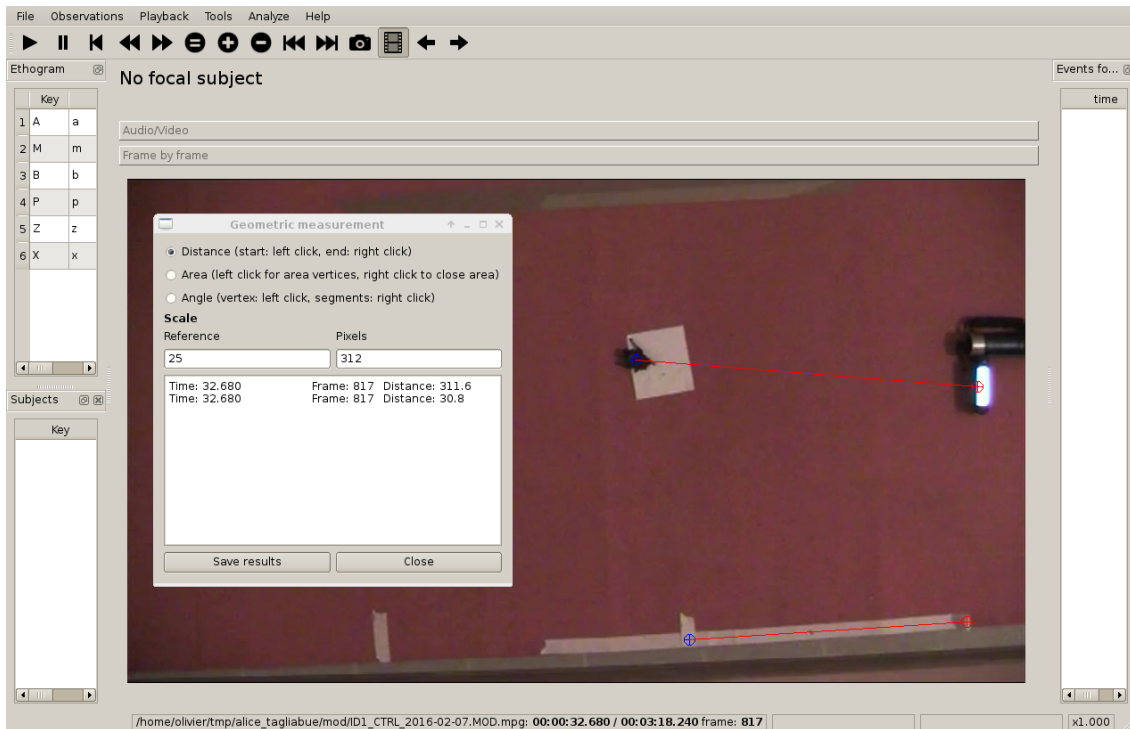 File Observations Playback Tools Analyze Help
Ethogram
No focal subject
Events fo...
Key
time
1 A a
2 M m
3 B b
4 P p
5 Z z
6 X x
Audio/Video
Frame by frame
Geometric measurement
Distance (start: left click, end: right click)
Area (left click for area vertices, right click to close area)
Angle (vertex: left click, segments: right click)
Scale
Reference Pixels
25 312
Time: 32.680 Frame: 817 Distance: 311.6
Time: 32.680 Frame: 817 Distance: 30.8
Save results Close
Subjects
Key
/home/olivier/tmp/alice_tagliabue/mod/ID1_CTRL_2016-02-07.MOD.mpg: 00:00:32.680 / 00:03:18.240 frame: 817
x1.000